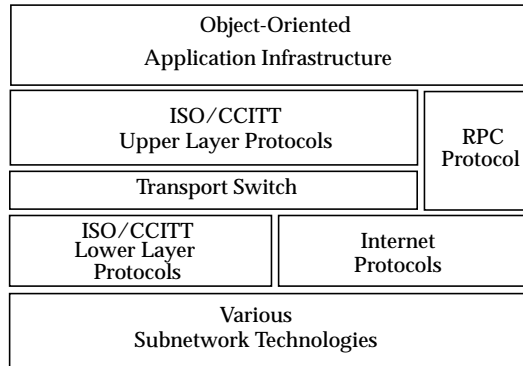 Object-Oriented
Application Infrastructure
ISO/CCITT
Upper Layer Protocols
RPC
Protocol
Transport Switch
ISO/CCITT
Lower Layer
Protocols
Internet
Protocols
Various
Subnetwork Technologies